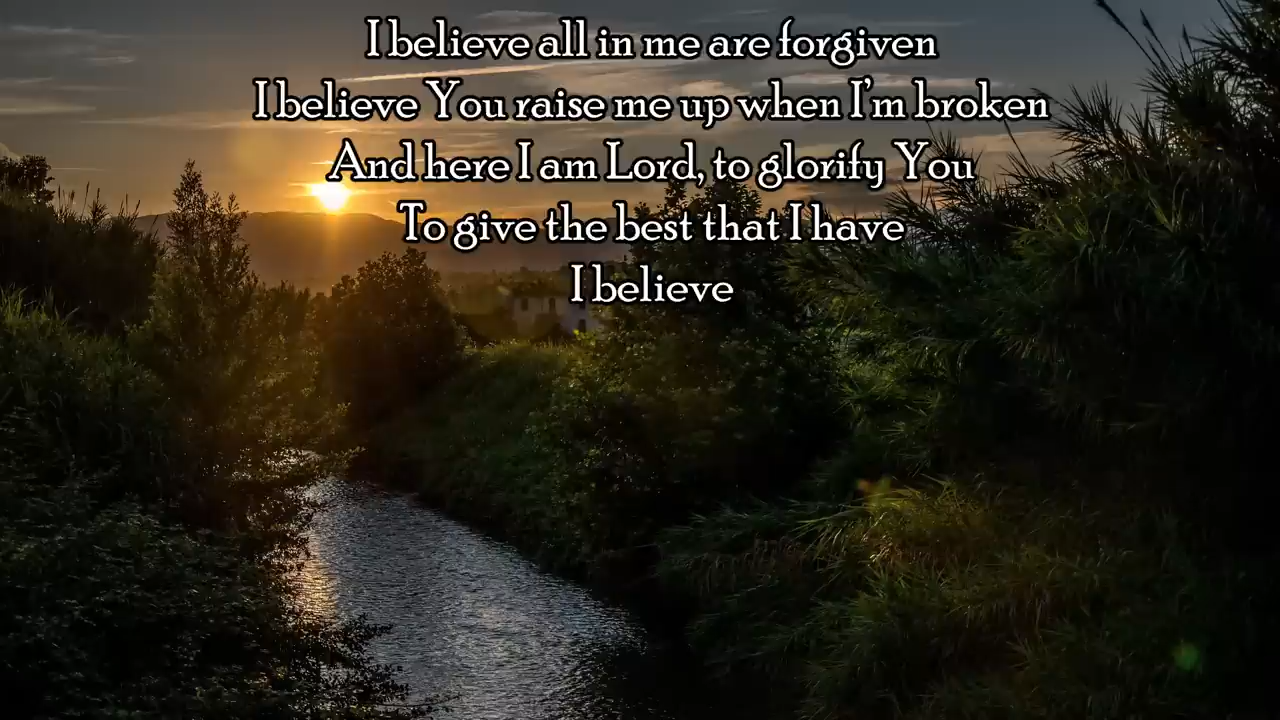 I believe all in me are forgiven
I believe You raise me up when I'm broken
And here I am Lord, to glorify You
To give the best that I have
I believe